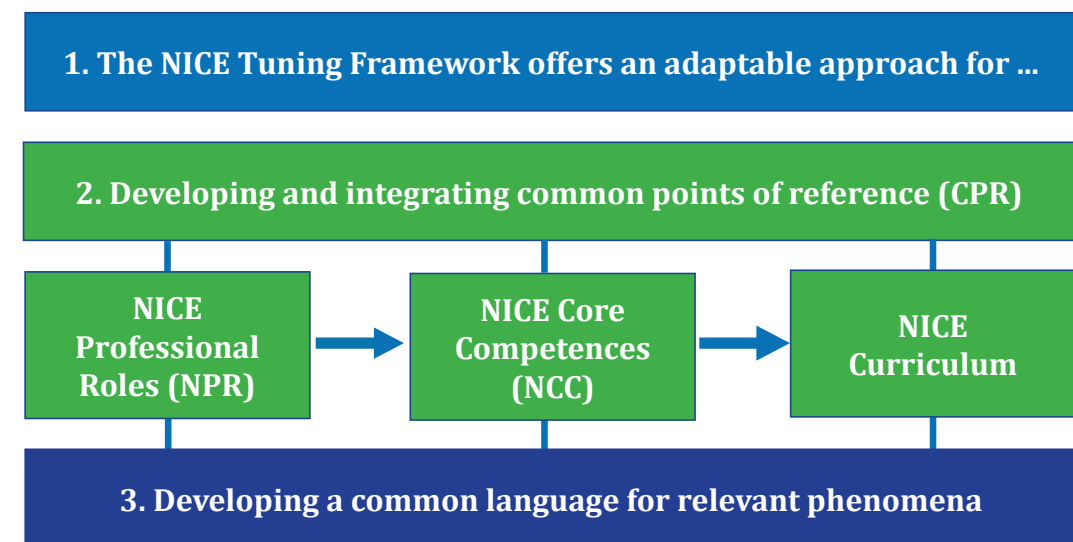 1. The NICE Tuning Framework offers an adaptable approach for ...
2. Developing and integrating common points of reference (CPR)
NICE
Professional
Roles (NPR)
NICE Core
Competences
(NCC)
NICE
Curriculum
3. Developing a common language for relevant phenomena